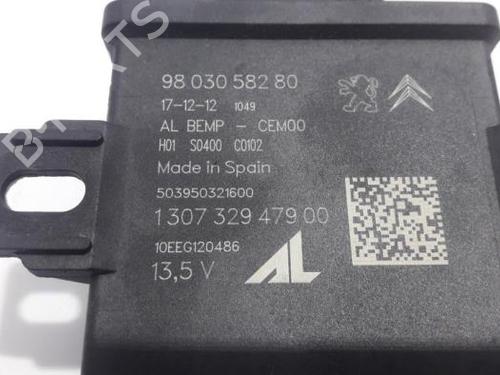 98 030 582 80
17-12-12 1049
AL BEMP - CEM00
H01 S0400 C0102
Made in Spain
503950321600
1 307 329 479 00
10EEG120486
13,5 V AL